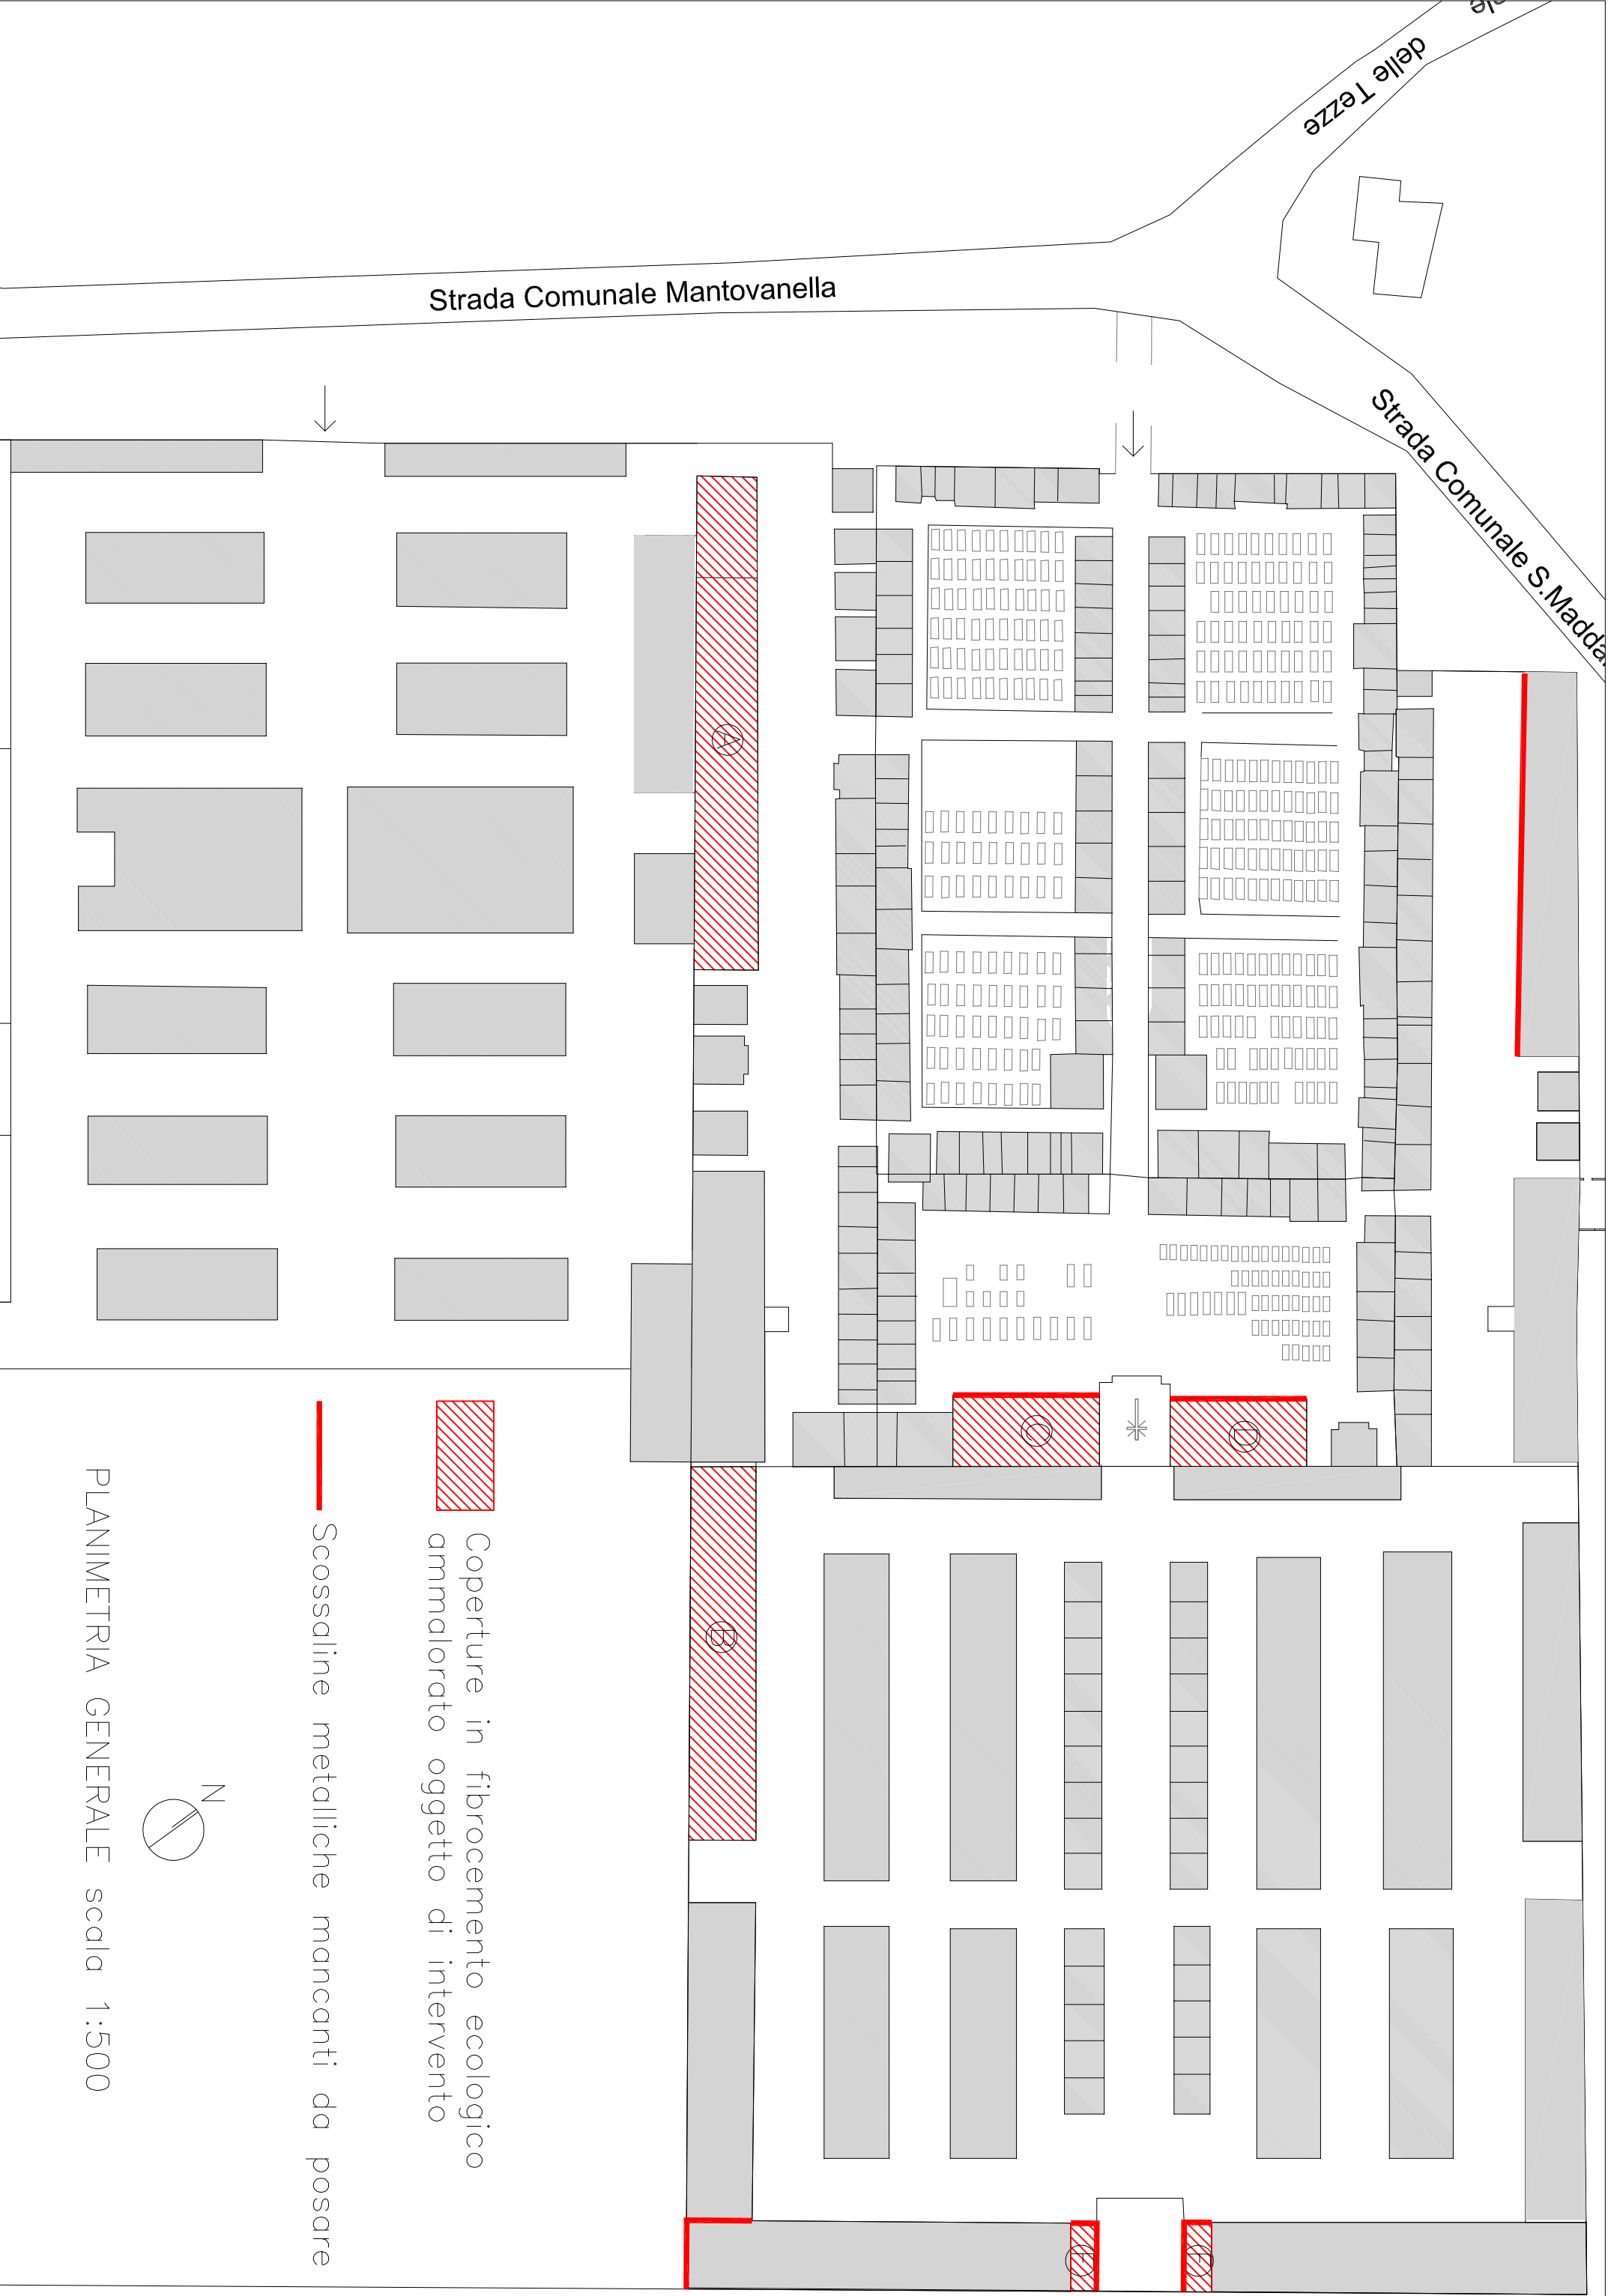 delle Tezze
Strada Comunale Mantovanella
Strada Comunale S.Madda
A
C
D
B
Coperture in fibrocemento ecologico
ammalorato oggetto di intervento
Scossaline metalliche mancanti da posare
N
PLANIMETRIA GENERALE scala 1:500
E
F